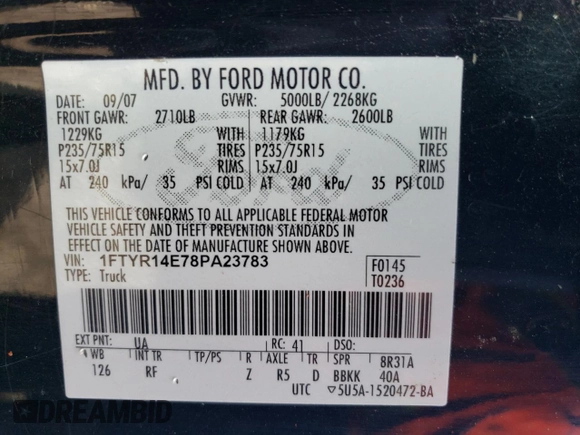 MFD. BY FORD MOTOR CO.
DATE: 09/07 GVWR: 5000LB/ 2268KG
FRONT GAWR: 2710LB REAR GAWR: 2600LB
1229KG WITH 1179KG WITH
P235/75R15 TIRES P235/75R15 TIRES
15x7.0J RIMS 15x7.0J RIMS
AT 240 kPa/ 35 PSI COLD AT 240 kPa/ 35 PSI COLD
Ford
THIS VEHICLE CONFORMS TO ALL APPLICABLE FEDERAL MOTOR
VEHICLE SAFETY AND THEFT PREVENTION STANDARDS IN
EFFECT ON THE DATE OF MANUFACTURE SHOWN ABOVE.
VIN: 1FTYR14E78PA23783
TYPE: Truck
F0145
T0236
EXT PNT: UA RC: 41 DSO:
WB INT TR TP/PS R AXLE TR SPR 8R31A
126 RF Z R5 D BBKK 40A
UTC ▽5U5A-1520472-BA
DREAMBID